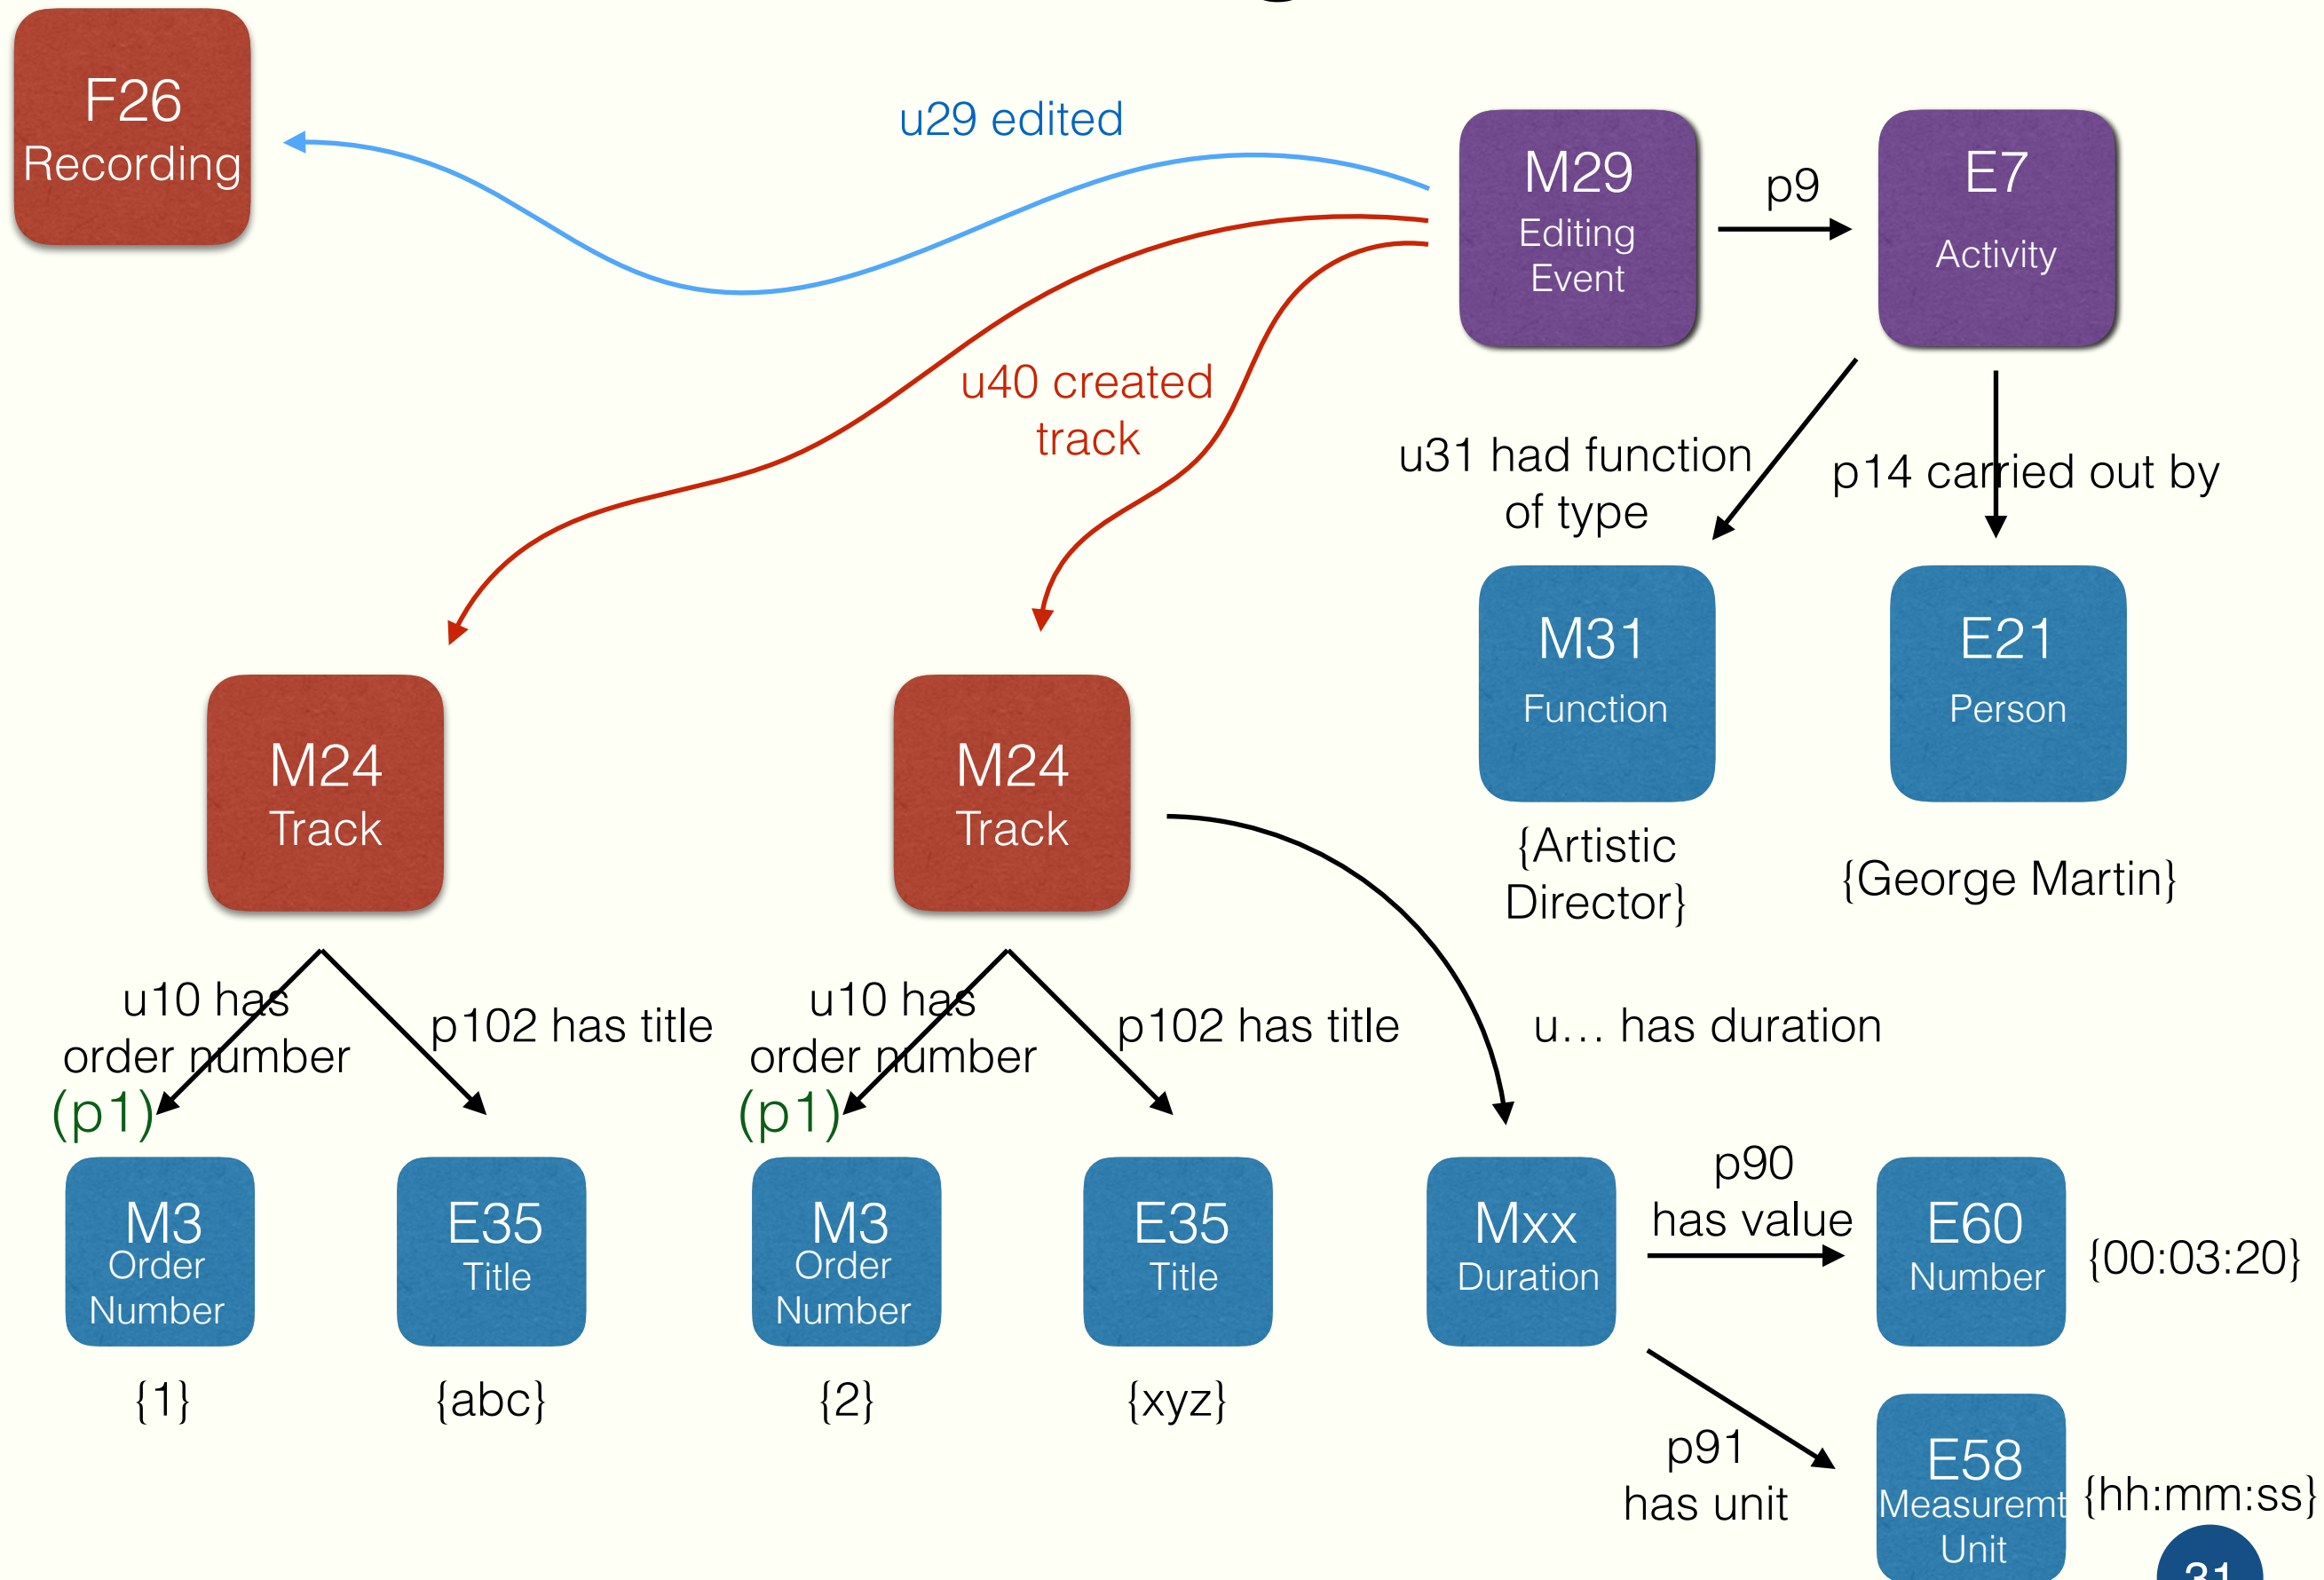 F26
Recording
u29 edited
M29
Editing
Event
p9
E7
Activity
u40 created
track
u31 had function
of type
p14 carried out by
M31
Function
E21
Person
{Artistic
Director}
{George Martin}
M24
Track
M24
Track
u10 has
order number
(p1)
p102 has title
u10 has
order number
(p1)
p102 has title
u... has duration
M3
Order
Number
E35
Title
M3
Order
Number
E35
Title
Mxx
Duration
p90
has value
E60
Number
{00:03:20}
{1}
{abc}
{2}
{xyz}
p91
has unit
E58
Measuremt
Unit
{hh:mm:ss}
31